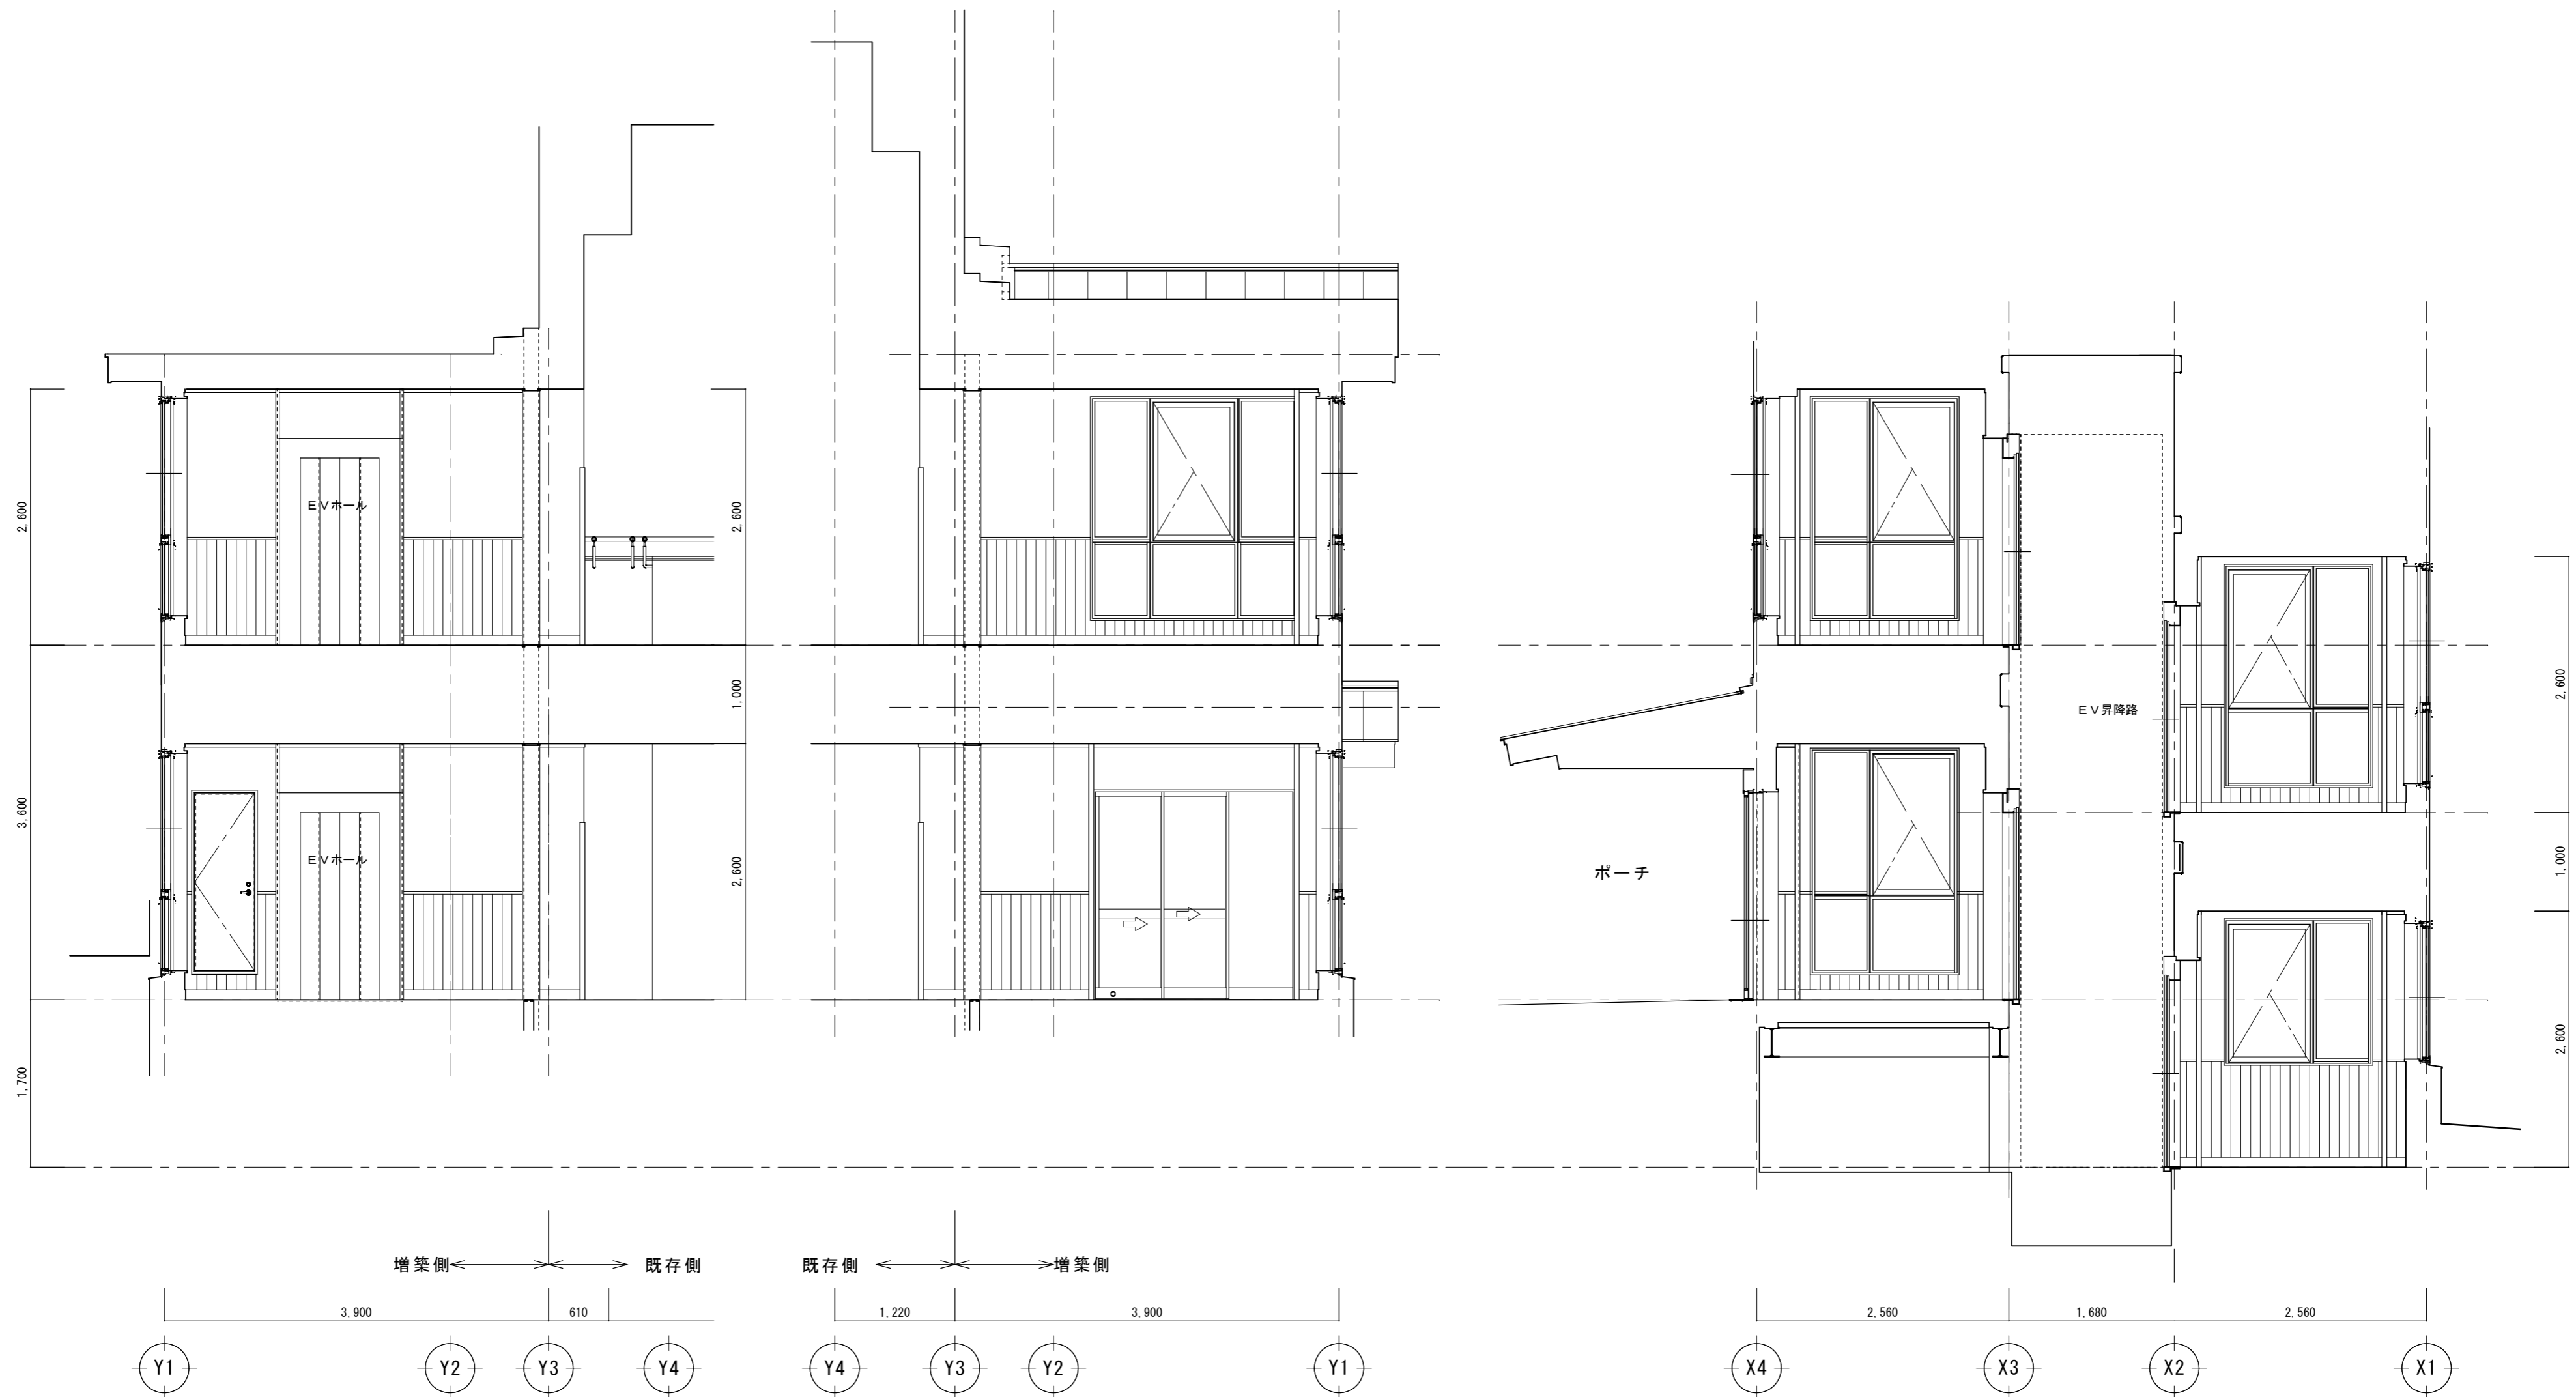 2,600
3,600
1,700
EVホール
EVホール
2,600
1,000
2,600
増築側
既存側
3,900
610
Y1
Y2
Y3
Y4
既存側
増築側
1,220
3,900
Y4
Y3
Y2
Y1
ポーチ
EV昇降路
2,600
1,000
2,600
2,560
1,680
2,560
X4
X3
X2
X1